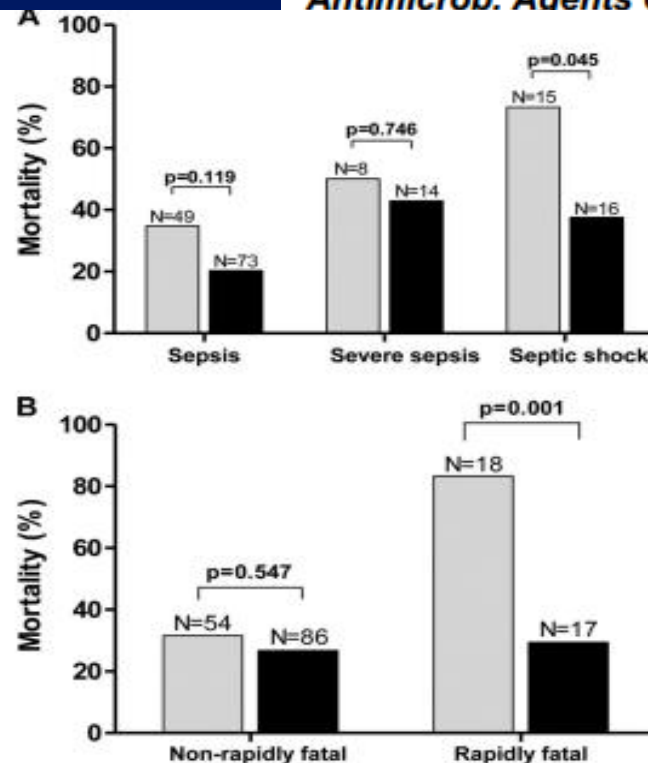 Antimicrob. Agents
A
Mortality (%)
100
80
60
40
20
0
p=0.119
N=49
N=73
p=0.746
N=8
N=14
p=0.045
N=15
N=16
Sepsis
Severe sepsis
Septic shock
B
Mortality (%)
100
80
60
40
20
0
p=0.547
N=54
N=86
p=0.001
N=18
N=17
Non-rapidly fatal
Rapidly fatal